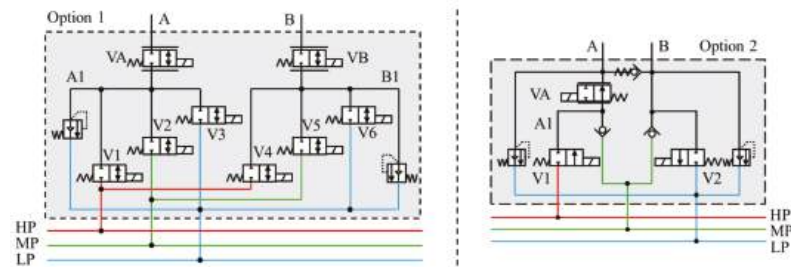 Option 1
A
B
VA
VB
A1
B1
V3
V2
V5
V6
V1
V4
HP
MP
LP
A
B
Option 2
VA
A1
V1
V2
HP
MP
LP